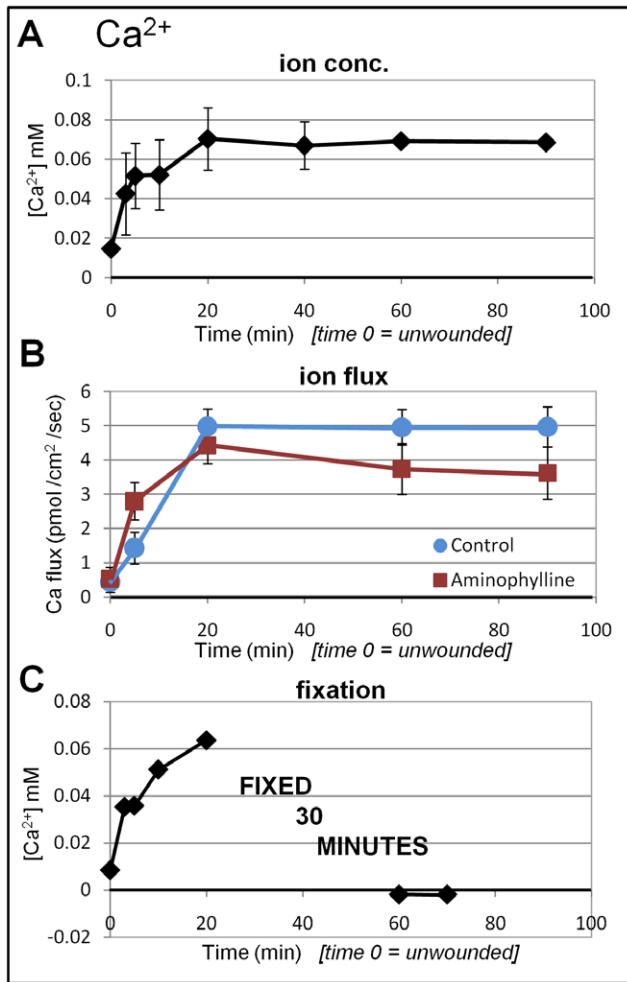 A Ca²⁺
ion conc.
[Ca²⁺] mM
0.1
0.08
0.06
0.04
0.02
0
0 20 40 60 80 100
Time (min) [time 0 = unwounded]
B
ion flux
Ca flux (pmol /cm² /sec)
6
5
4
3
2
1
0
Control
Aminophylline
0 20 40 60 80 100
Time (min) [time 0 = unwounded]
C
fixation
[Ca²⁺] mM
0.08
0.06
0.04
0.02
0
-0.02
FIXED
30
MINUTES
0 20 40 60 80 100
Time (min) [time 0 = unwounded]